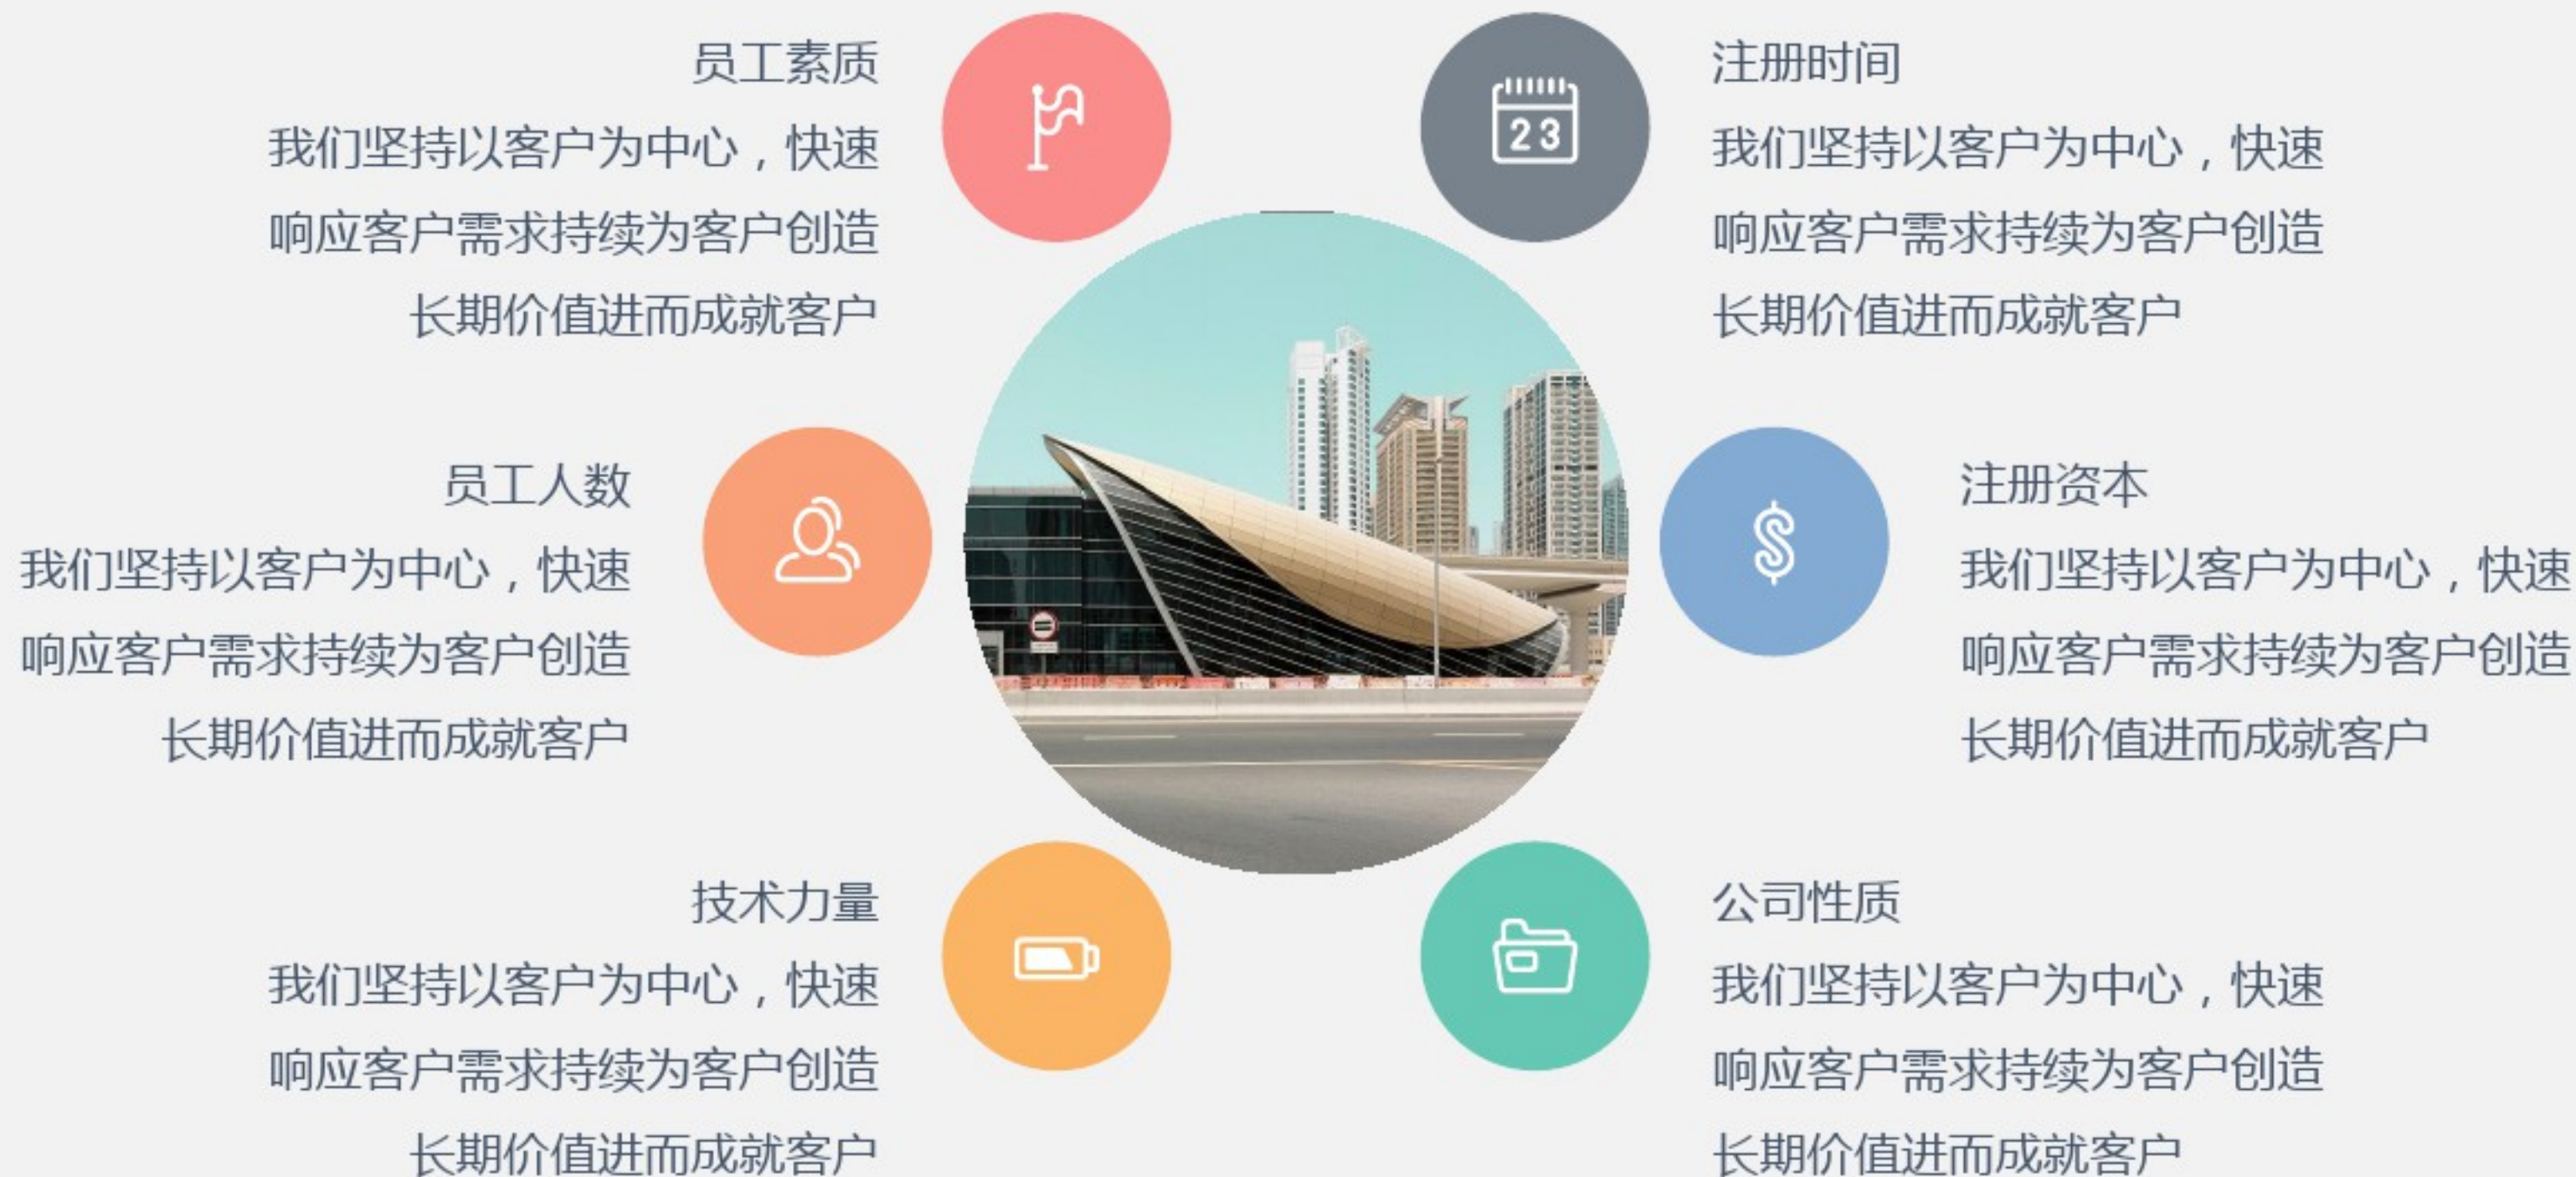 员工素质
我们坚持以客户为中心，快速
响应客户需求持续为客户创造
长期价值进而成就客户
23
注册时间
我们坚持以客户为中心，快速
响应客户需求持续为客户创造
长期价值进而成就客户
员工人数
我们坚持以客户为中心，快速
响应客户需求持续为客户创造
长期价值进而成就客户
注册资本
我们坚持以客户为中心，快速
响应客户需求持续为客户创造
长期价值进而成就客户
技术力量
我们坚持以客户为中心，快速
响应客户需求持续为客户创造
长期价值进而成就客户
公司性质
我们坚持以客户为中心，快速
响应客户需求持续为客户创造
长期价值进而成就客户